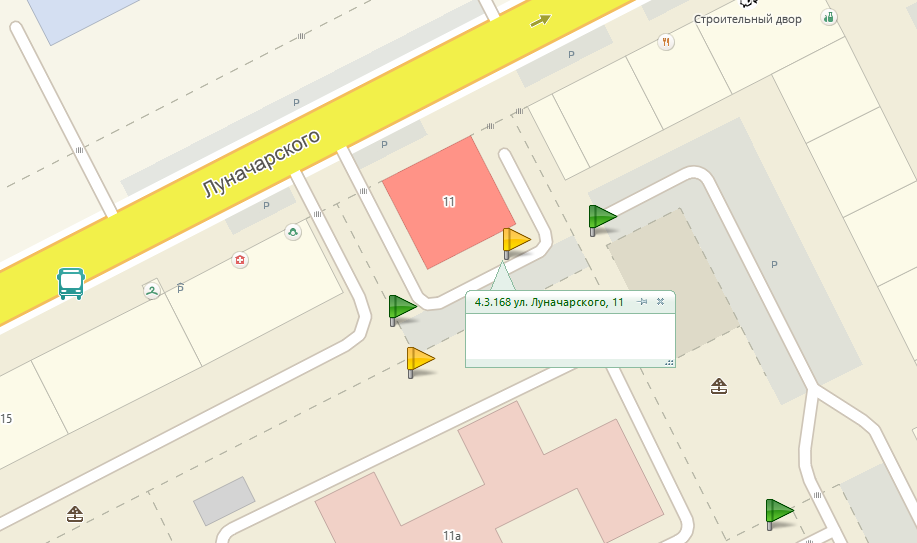 Строительный двор
P
P
Луначарского
P
11
P
P
P
4.3.168 ул. Луначарского, 11
15
11а